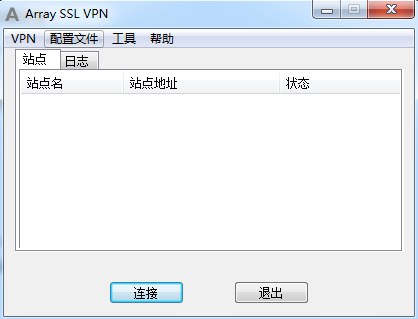 Array SSL VPN
VPN 配置文件 工具 帮助
站点 日志
站点名 站点地址 状态
连接 退出